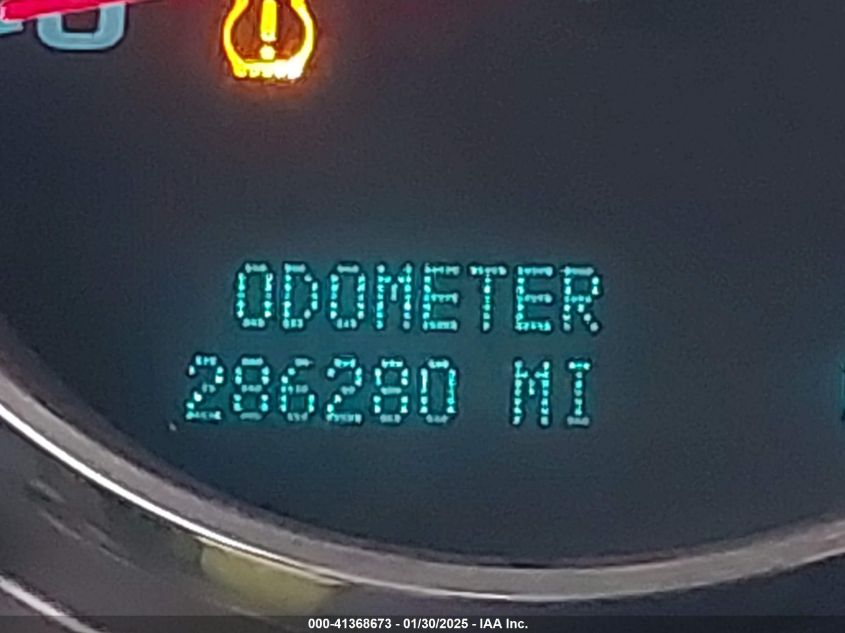 ODOMETER
286280 MI
000-41368673 - 01/30/2025 - IAA Inc.